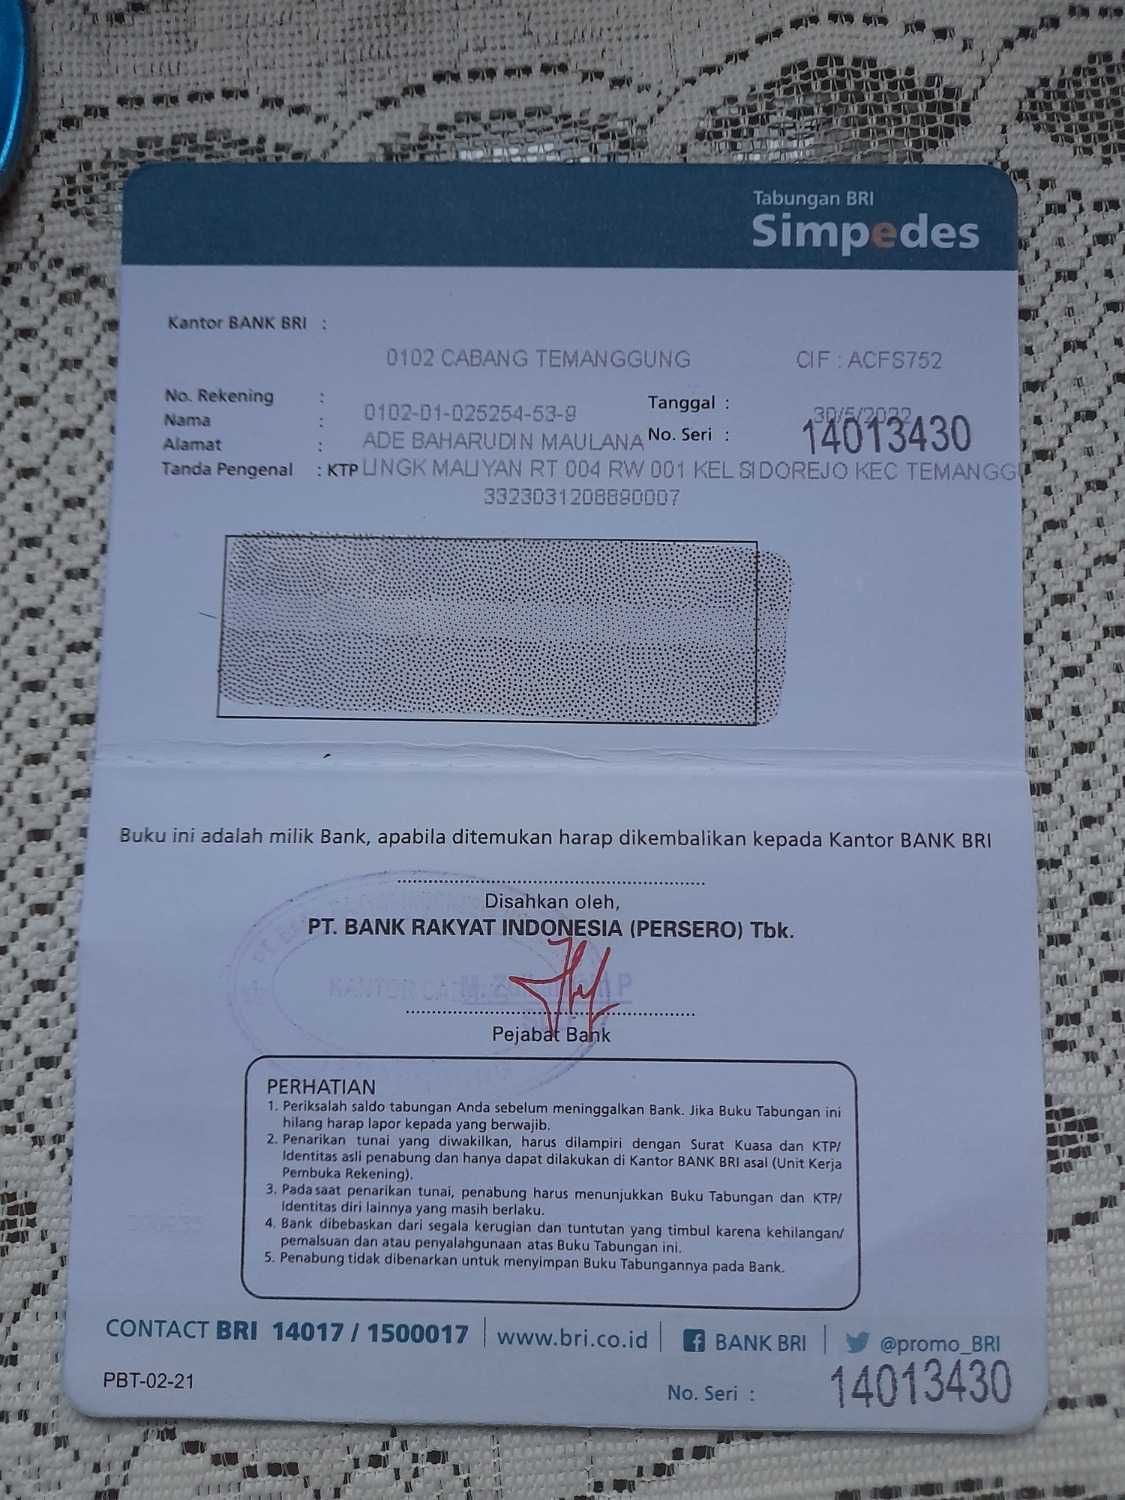 Tabungan BRI
Simpedes
Kantor BANK BRI :
0102 CABANG TEMANGGUNG CIF : ACFS752
No. Rekening : 0102-01-025254-53-9 Tanggal : 30/5/2022
Nama : ADE BAHARUDIN MAULANA No. Seri : 14013430
Alamat : LINGK MALIYAN RT 004 RW 001 KEL SIDOREJO KEC TEMANGGU
Tanda Pengenal : KTP 3323031208890007
Buku ini adalah milik Bank, apabila ditemukan harap dikembalikan kepada Kantor BANK BRI
Disahkan oleh,
PT. BANK RAKYAT INDONESIA (PERSERO) Tbk.
Pejabat Bank
PERHATIAN
1. Periksalah saldo tabungan Anda sebelum meninggalkan Bank. Jika Buku Tabungan ini
hilang harap lapor kepada yang berwajib.
2. Penarikan tunai yang diwakilkan, harus dilampiri dengan Surat Kuasa dan KTP/
Identitas asli penabung dan hanya dapat dilakukan di Kantor BANK BRI asal (Unit Kerja
Pembuka Rekening).
3. Pada saat penarikan tunai, penabung harus menunjukkan Buku Tabungan dan KTP/
Identitas diri lainnya yang masih berlaku.
4. Bank dibebaskan dari segala kerugian dan tuntutan yang timbul karena kehilangan/
pemalsuan dan atau penyalahgunaan atas Buku Tabungan ini.
5. Penabung tidak dibenarkan untuk menyimpan Buku Tabungannya pada Bank.
CONTACT BRI 14017 / 1500017 www.bri.co.id BANK BRI @promo_BRI
PBT-02-21
No. Seri : 14013430